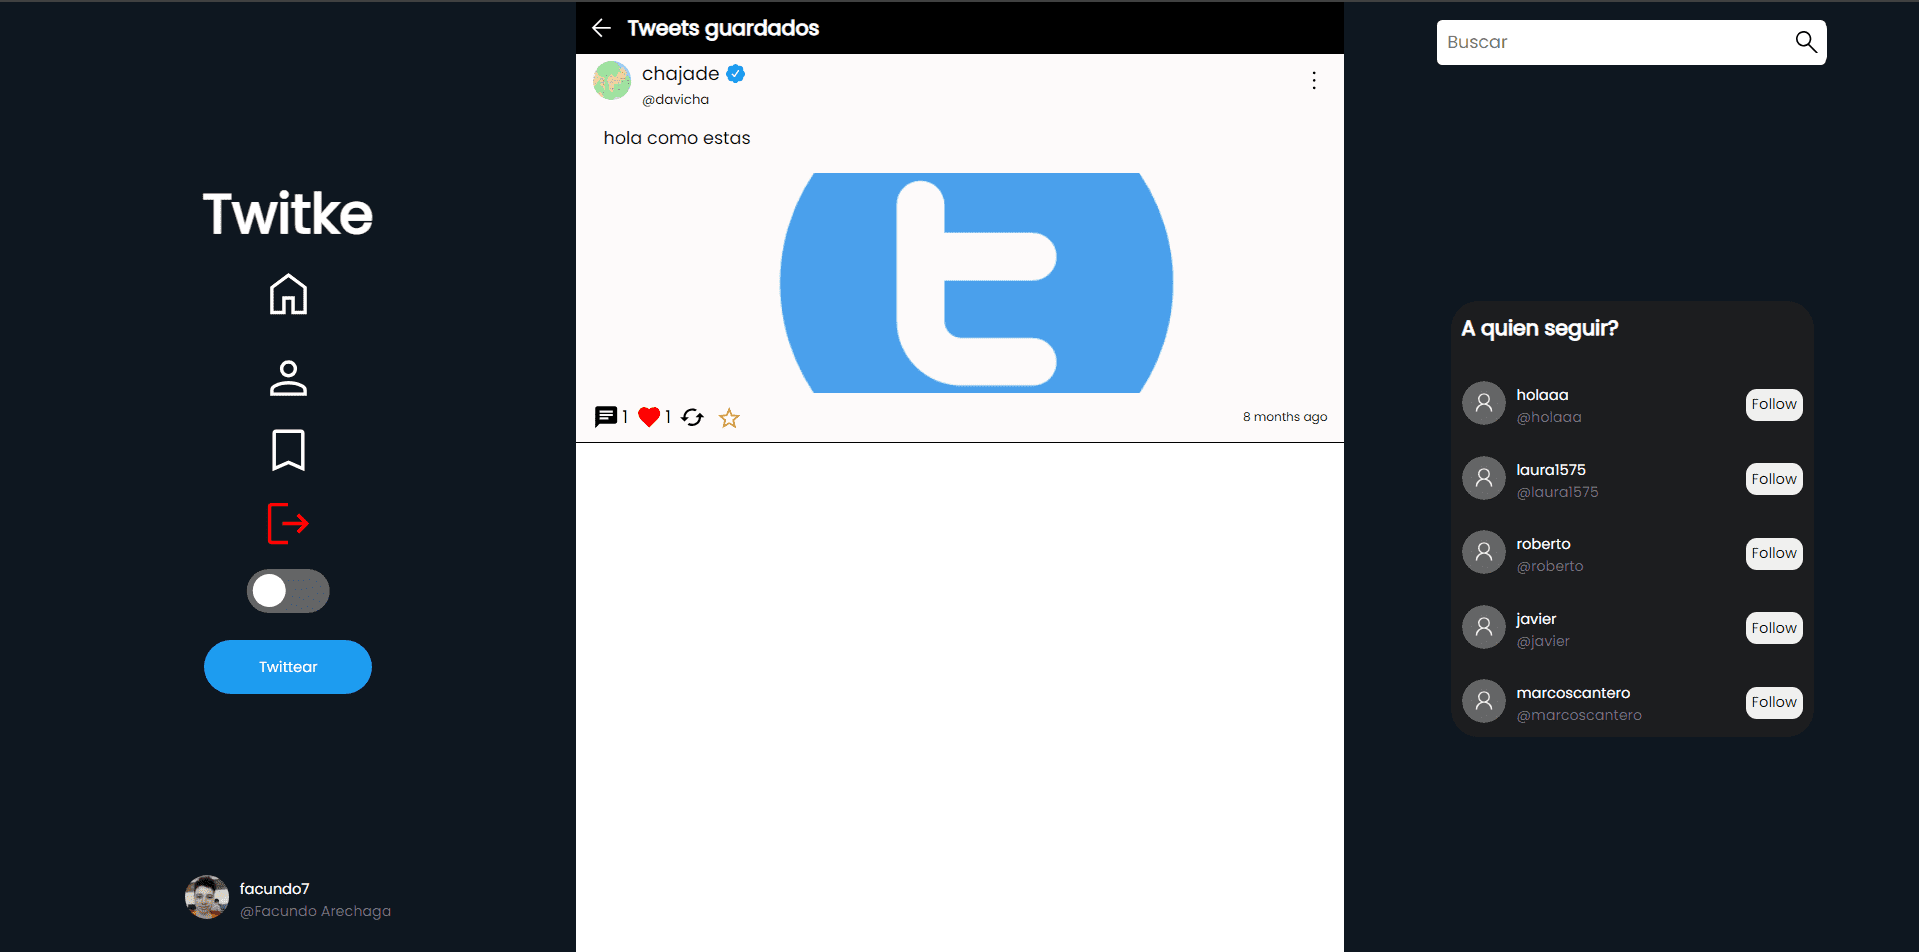 Twitke
Twittear
facundo7
@Facundo Arechaga
Tweets guardados
chajade
@davicha
hola como estas
1 1
8 months ago
Buscar
A quien seguir?
holaaa
@holaaa
Follow
laura1575
@laura1575
Follow
roberto
@roberto
Follow
javier
@javier
Follow
marcoscantero
@marcoscantero
Follow